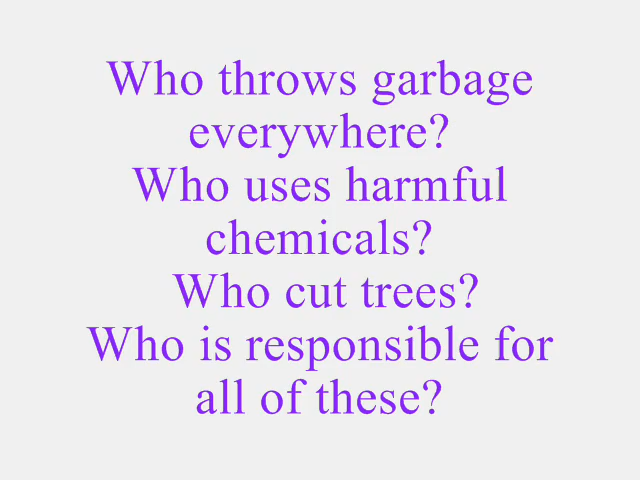 Who throws garbage
everywhere?
Who uses harmful
chemicals?
Who cut trees?
Who is responsible for
all of these?